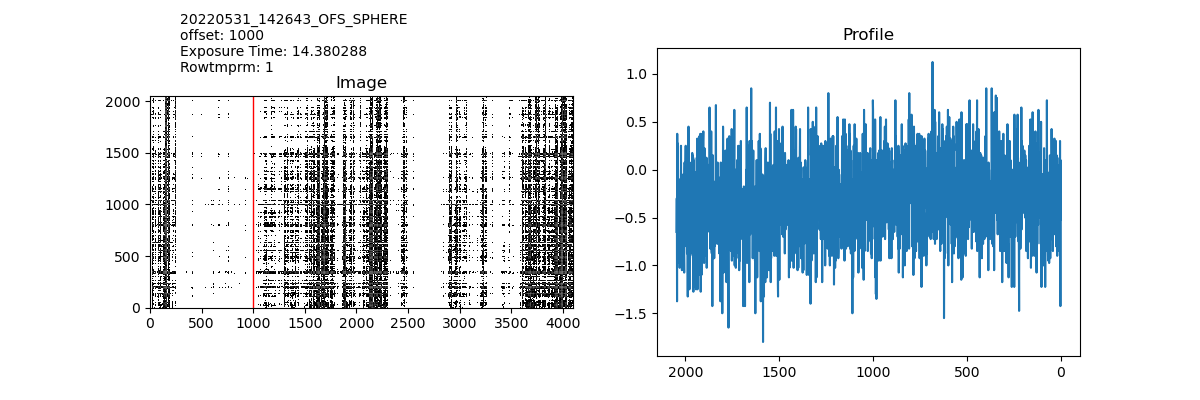 20220531_142643_OFS_SPHERE
offset: 1000
Exposure Time: 14.380288
Rowtmprm: 1
Image
2000
1500
1000
500
0
0 500 1000 1500 2000 2500 3000 3500 4000
Profile
1.0
0.5
0.0
−0.5
−1.0
−1.5
2000 1500 1000 500 0